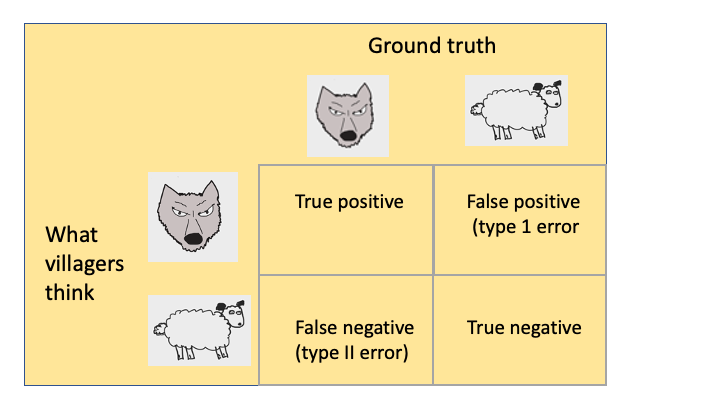 Ground truth
True positive
False positive
(type 1 error
What
villagers
think
False negative
(type II error)
True negative